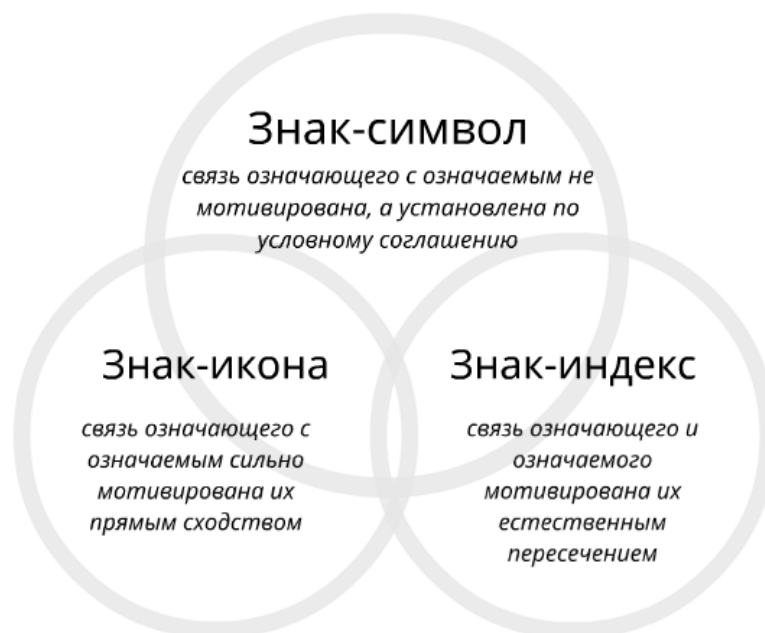 Знак-символ
связь означающего с означаемым не
мотивирована, а установлена по
условному соглашению
Знак-икона
связь означающего с
означаемым сильно
мотивирована их
прямым сходством
Знак-индекс
связь означающего и
означаемого
мотивирована их
естественным
пересечением